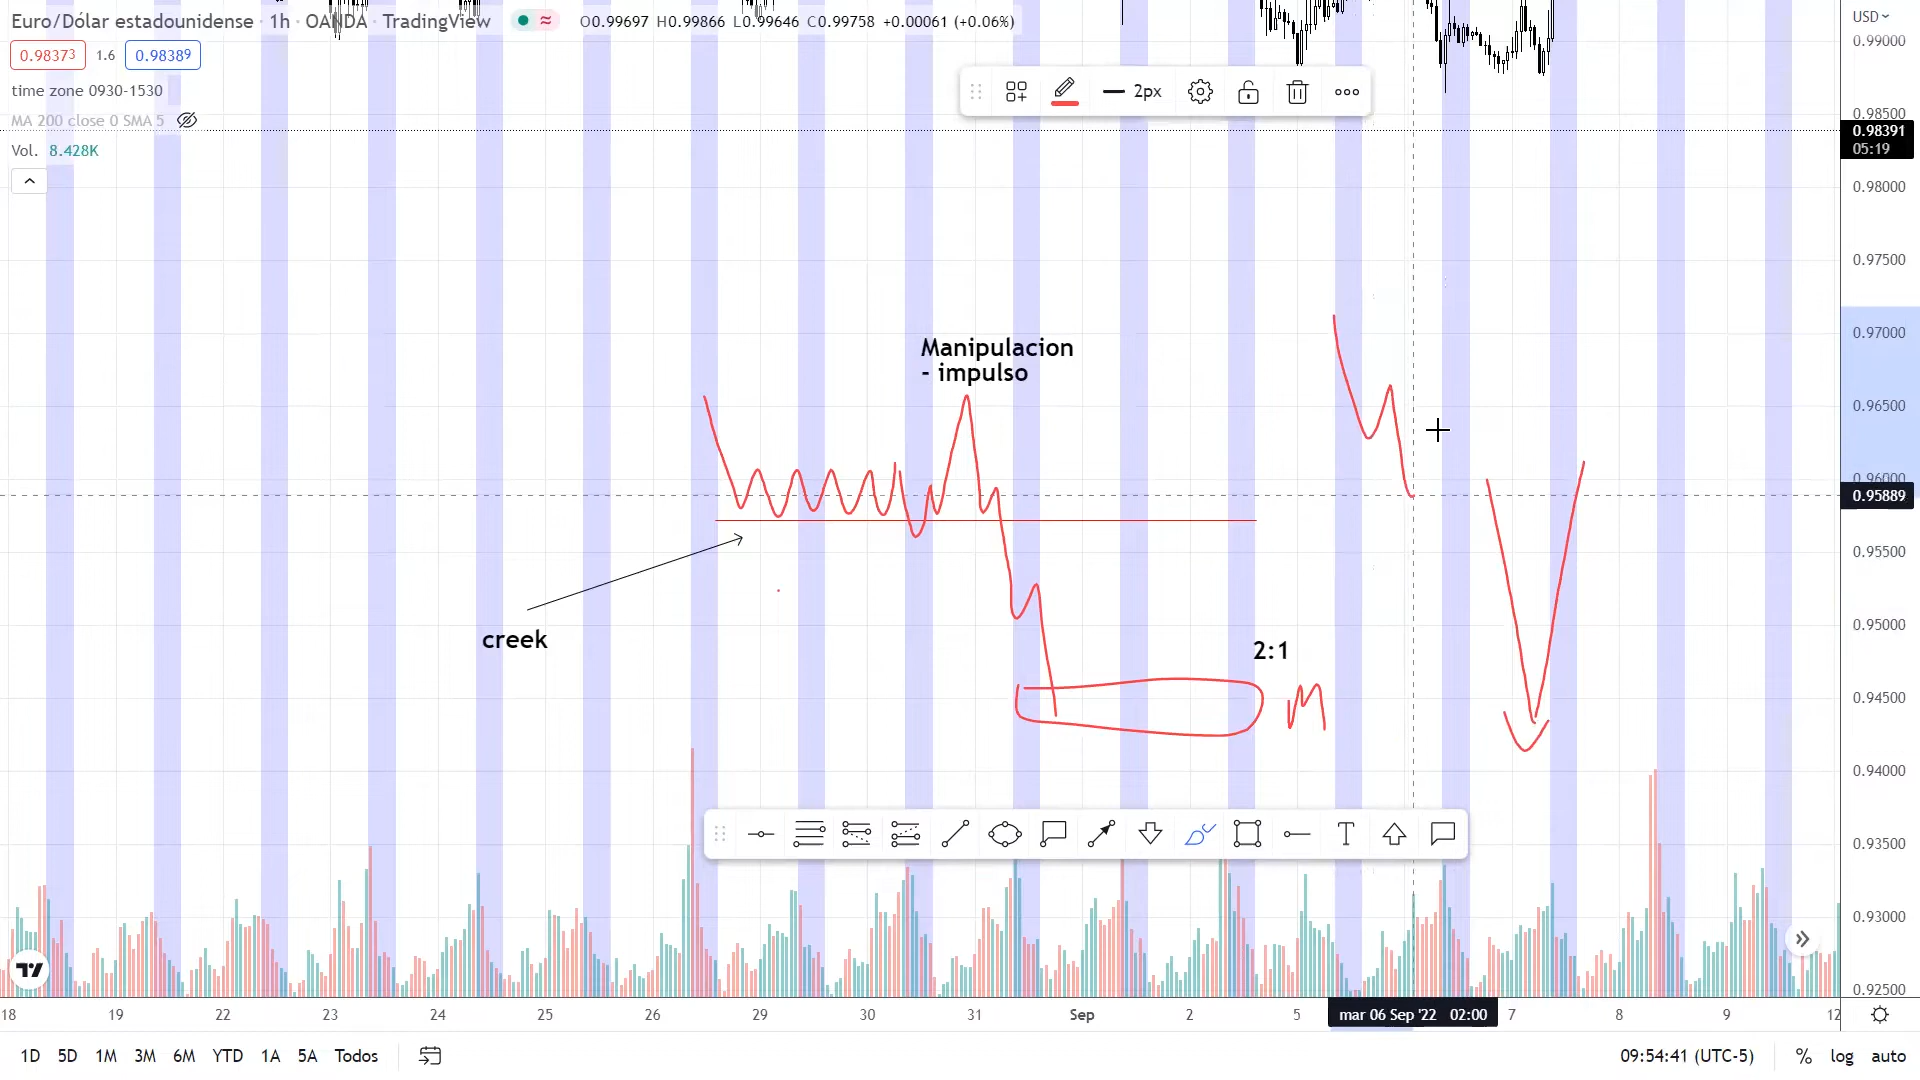 Euro/Dólar estadounidense · 1h · OANDA · TradingView O0.99697 H0.99866 L0.99646 C0.99758 +0.00061 (+0.06%)
0.98373 1.6 0.98389
time zone 0930-1530
MA 200 close 0 SMA 5
Vol. 8.428K
2px
USD
0.99000
0.98500
0.98391
05:19
0.98000
0.97500
0.97000
0.96500
0.96000
0.95889
0.95500
0.95000
0.94500
0.94000
0.93500
0.93000
0.92500
Manipulacion
- impulso
creek
2:1
m
T
18 19 22 23 24 25 26 29 30 31 Sep 2 5 mar 06 Sep '22 02:00 7 8 9 12
1D 5D 1M 3M 6M YTD 1A 5A Todos 09:54:41 (UTC-5) % log auto